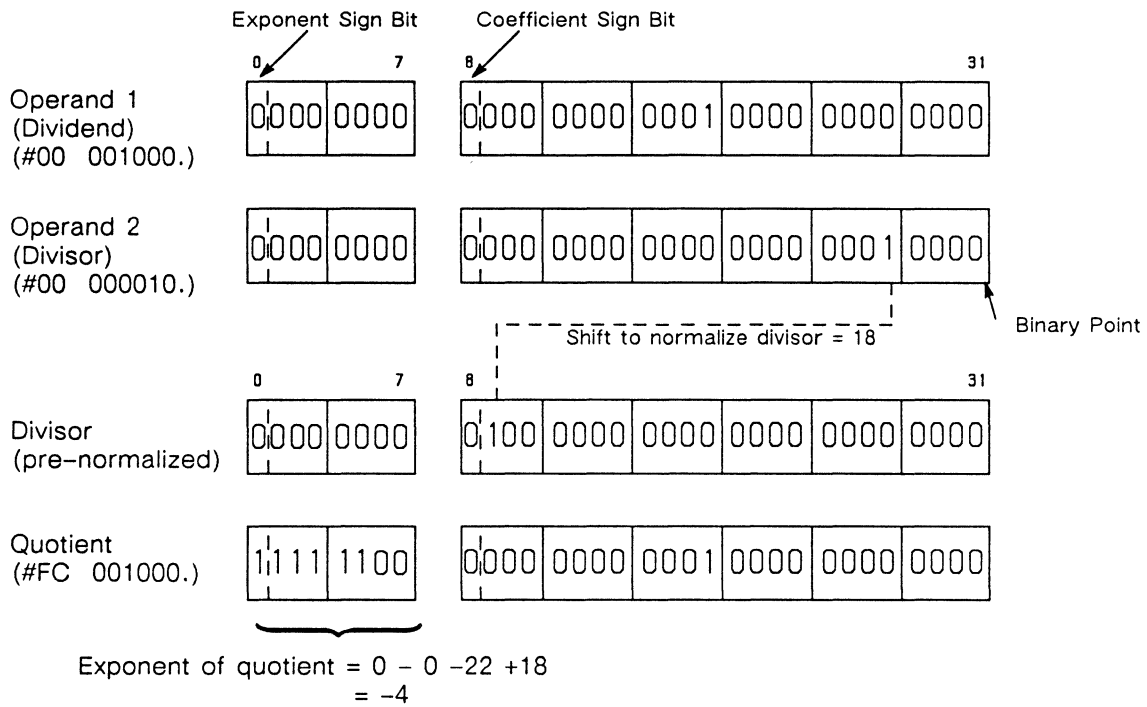 Exponent Sign Bit Coefficient Sign Bit
0 7 8 31
Operand 1
(Dividend)
(#00 001000.)
0000 0000 0000 0000 0001 0000 0000 0000
Operand 2
(Divisor)
(#00 000010.)
0000 0000 0000 0000 0000 0000 0001 0000
Binary Point
Shift to normalize divisor = 18
0 7 8 31
Divisor
(pre-normalized)
0000 0000 0100 0000 0000 0000 0000 0000
Quotient
(#FC 001000.)
1111 1100 0000 0000 0001 0000 0000 0000
Exponent of quotient = 0 - 0 -22 +18
= -4